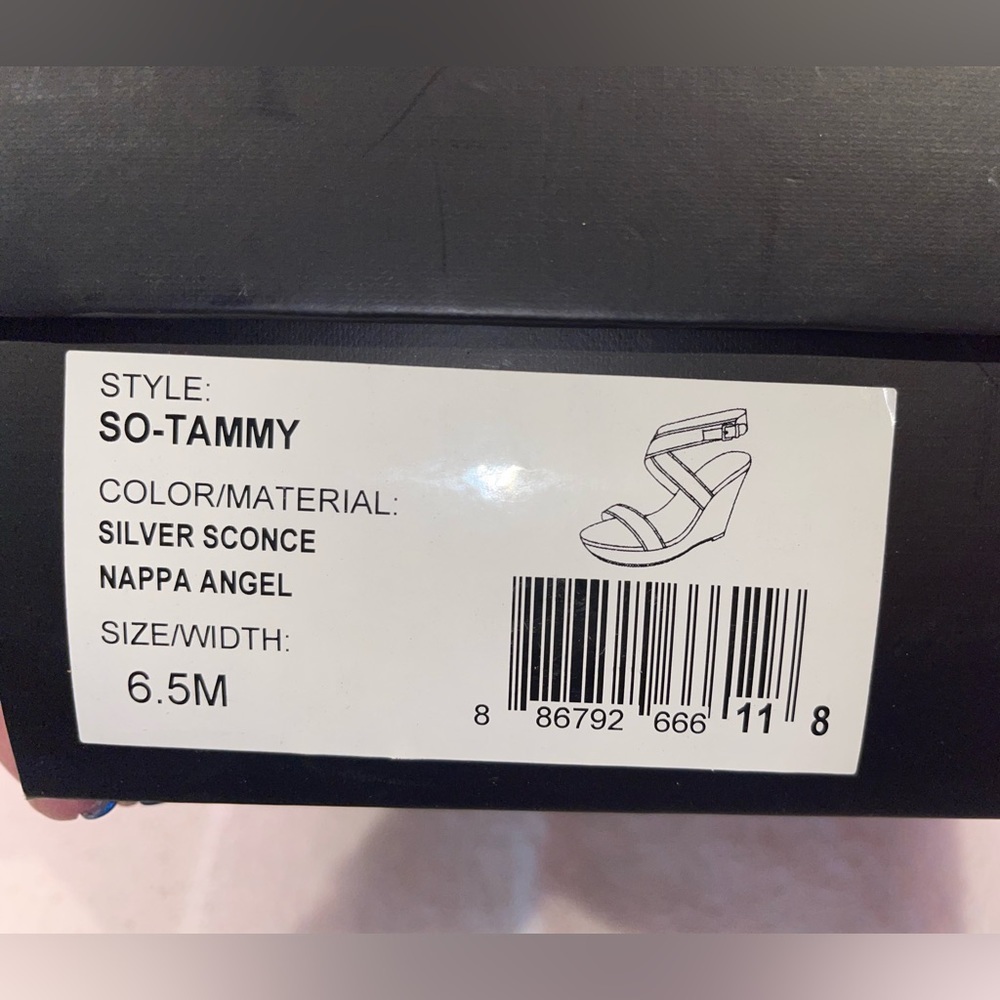 STYLE:
SO-TAMMY
COLOR/MATERIAL:
SILVER SCONCE
NAPPA ANGEL
SIZE/WIDTH:
6.5M
8 86792 666 11 8